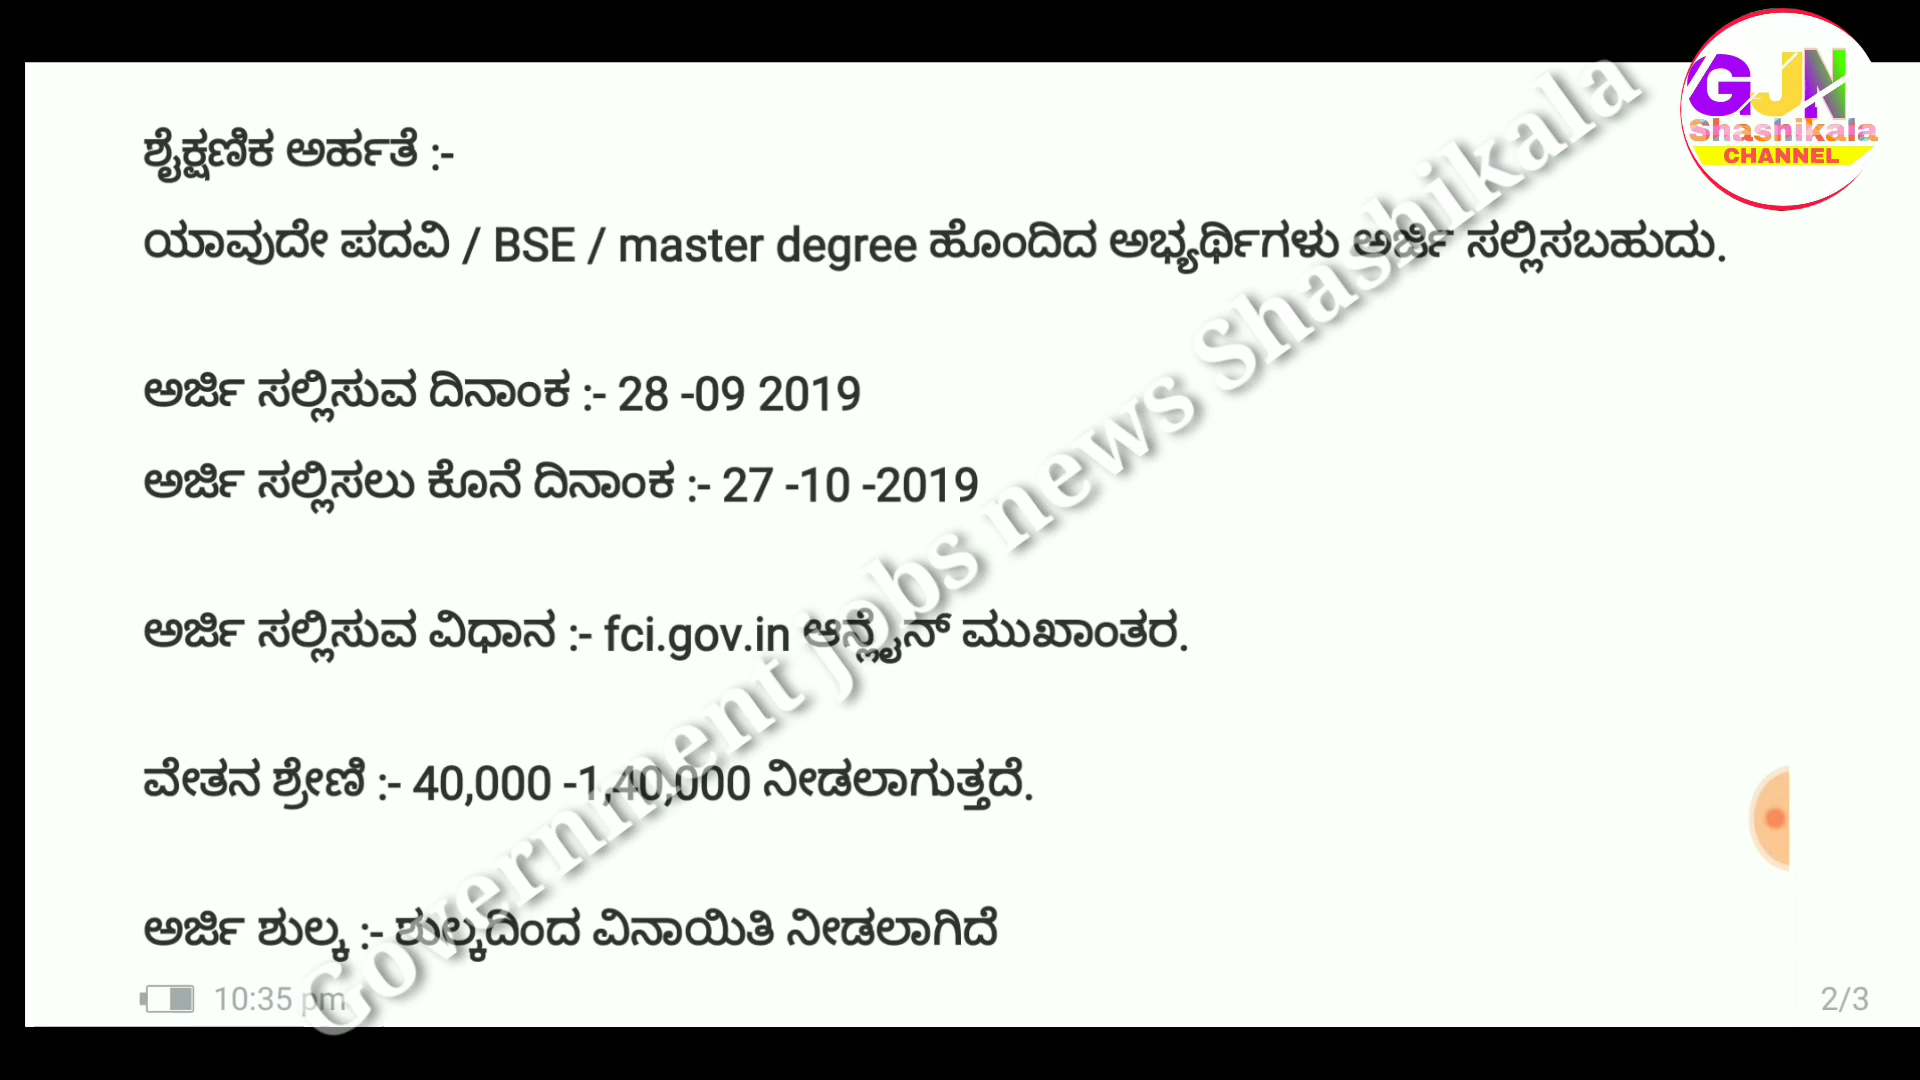 GJN
Shashikala
CHANNEL
ಶೈಕ್ಷಣಿಕ ಅರ್ಹತೆ :-
ಯಾವುದೇ ಪದವಿ / BSE / master degree ಹೊಂದಿದ ಅಭ್ಯರ್ಥಿಗಳು ಅರ್ಜಿ ಸಲ್ಲಿಸಬಹುದು.
ಅರ್ಜಿ ಸಲ್ಲಿಸುವ ದಿನಾಂಕ :- 28 -09 2019
ಅರ್ಜಿ ಸಲ್ಲಿಸಲು ಕೊನೆ ದಿನಾಂಕ :- 27 -10 -2019
ಅರ್ಜಿ ಸಲ್ಲಿಸುವ ವಿಧಾನ :- fci.gov.in ಆನ್ಲೈನ್ ಮುಖಾಂತರ.
ವೇತನ ಶ್ರೇಣಿ :- 40,000 -1,40,000 ನೀಡಲಾಗುತ್ತದೆ.
ಅರ್ಜಿ ಶುಲ್ಕ :- ಶುಲ್ಕದಿಂದ ವಿನಾಯಿತಿ ನೀಡಲಾಗಿದೆ
10:35 pm
2/3
Government jobs news Shashikala